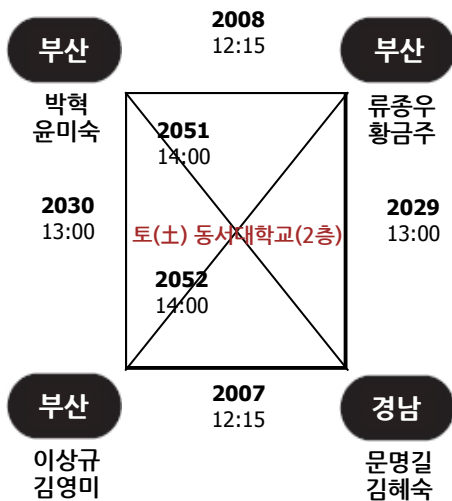 2008
12:15
부산
부산
박혁
윤미숙
류종우
황금주
2051
14:00
2030
13:00
2029
13:00
토(土) 동서대학교(2층)
2052
14:00
부산
2007
12:15
경남
이상규
김영미
문명길
김혜숙